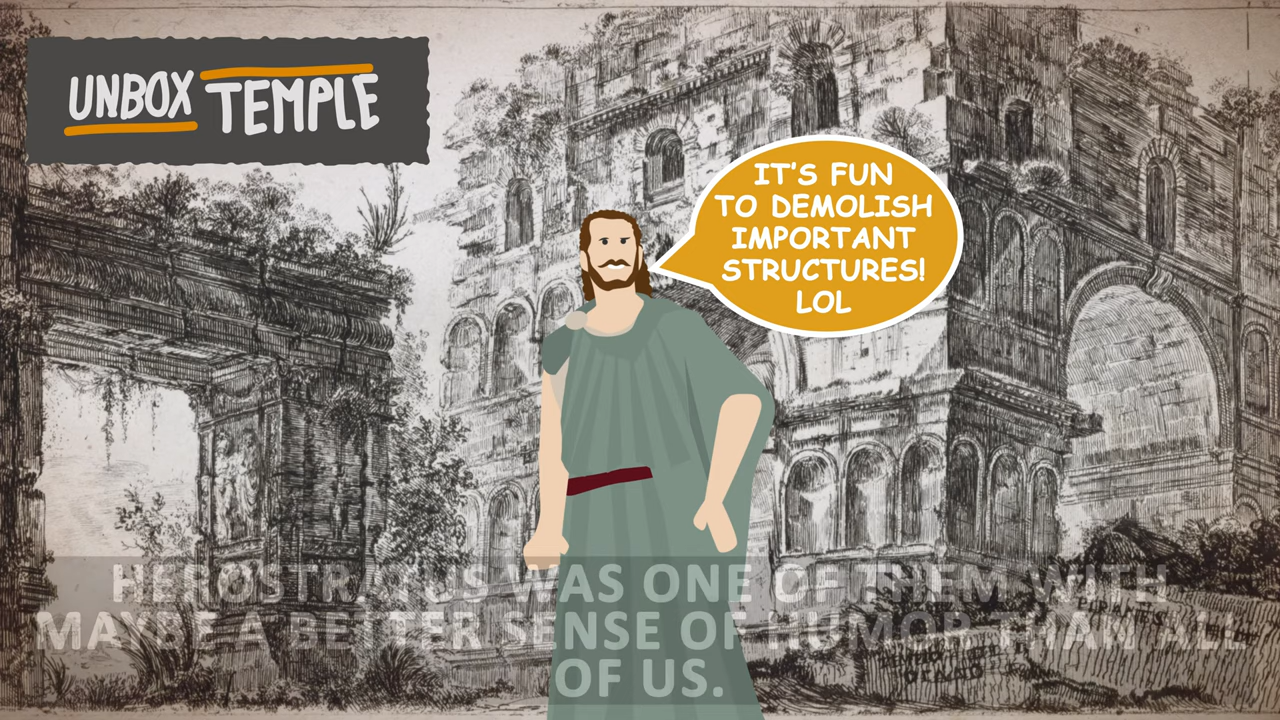 UNBOX TEMPLE
IT'S FUN
TO DEMOLISH
IMPORTANT
STRUCTURES!
LOL
HEROSTRATUS WAS ONE OF THEM WITH
MAYBE A BETTER SENSE OF HUMOR THAN ALL
OF US.